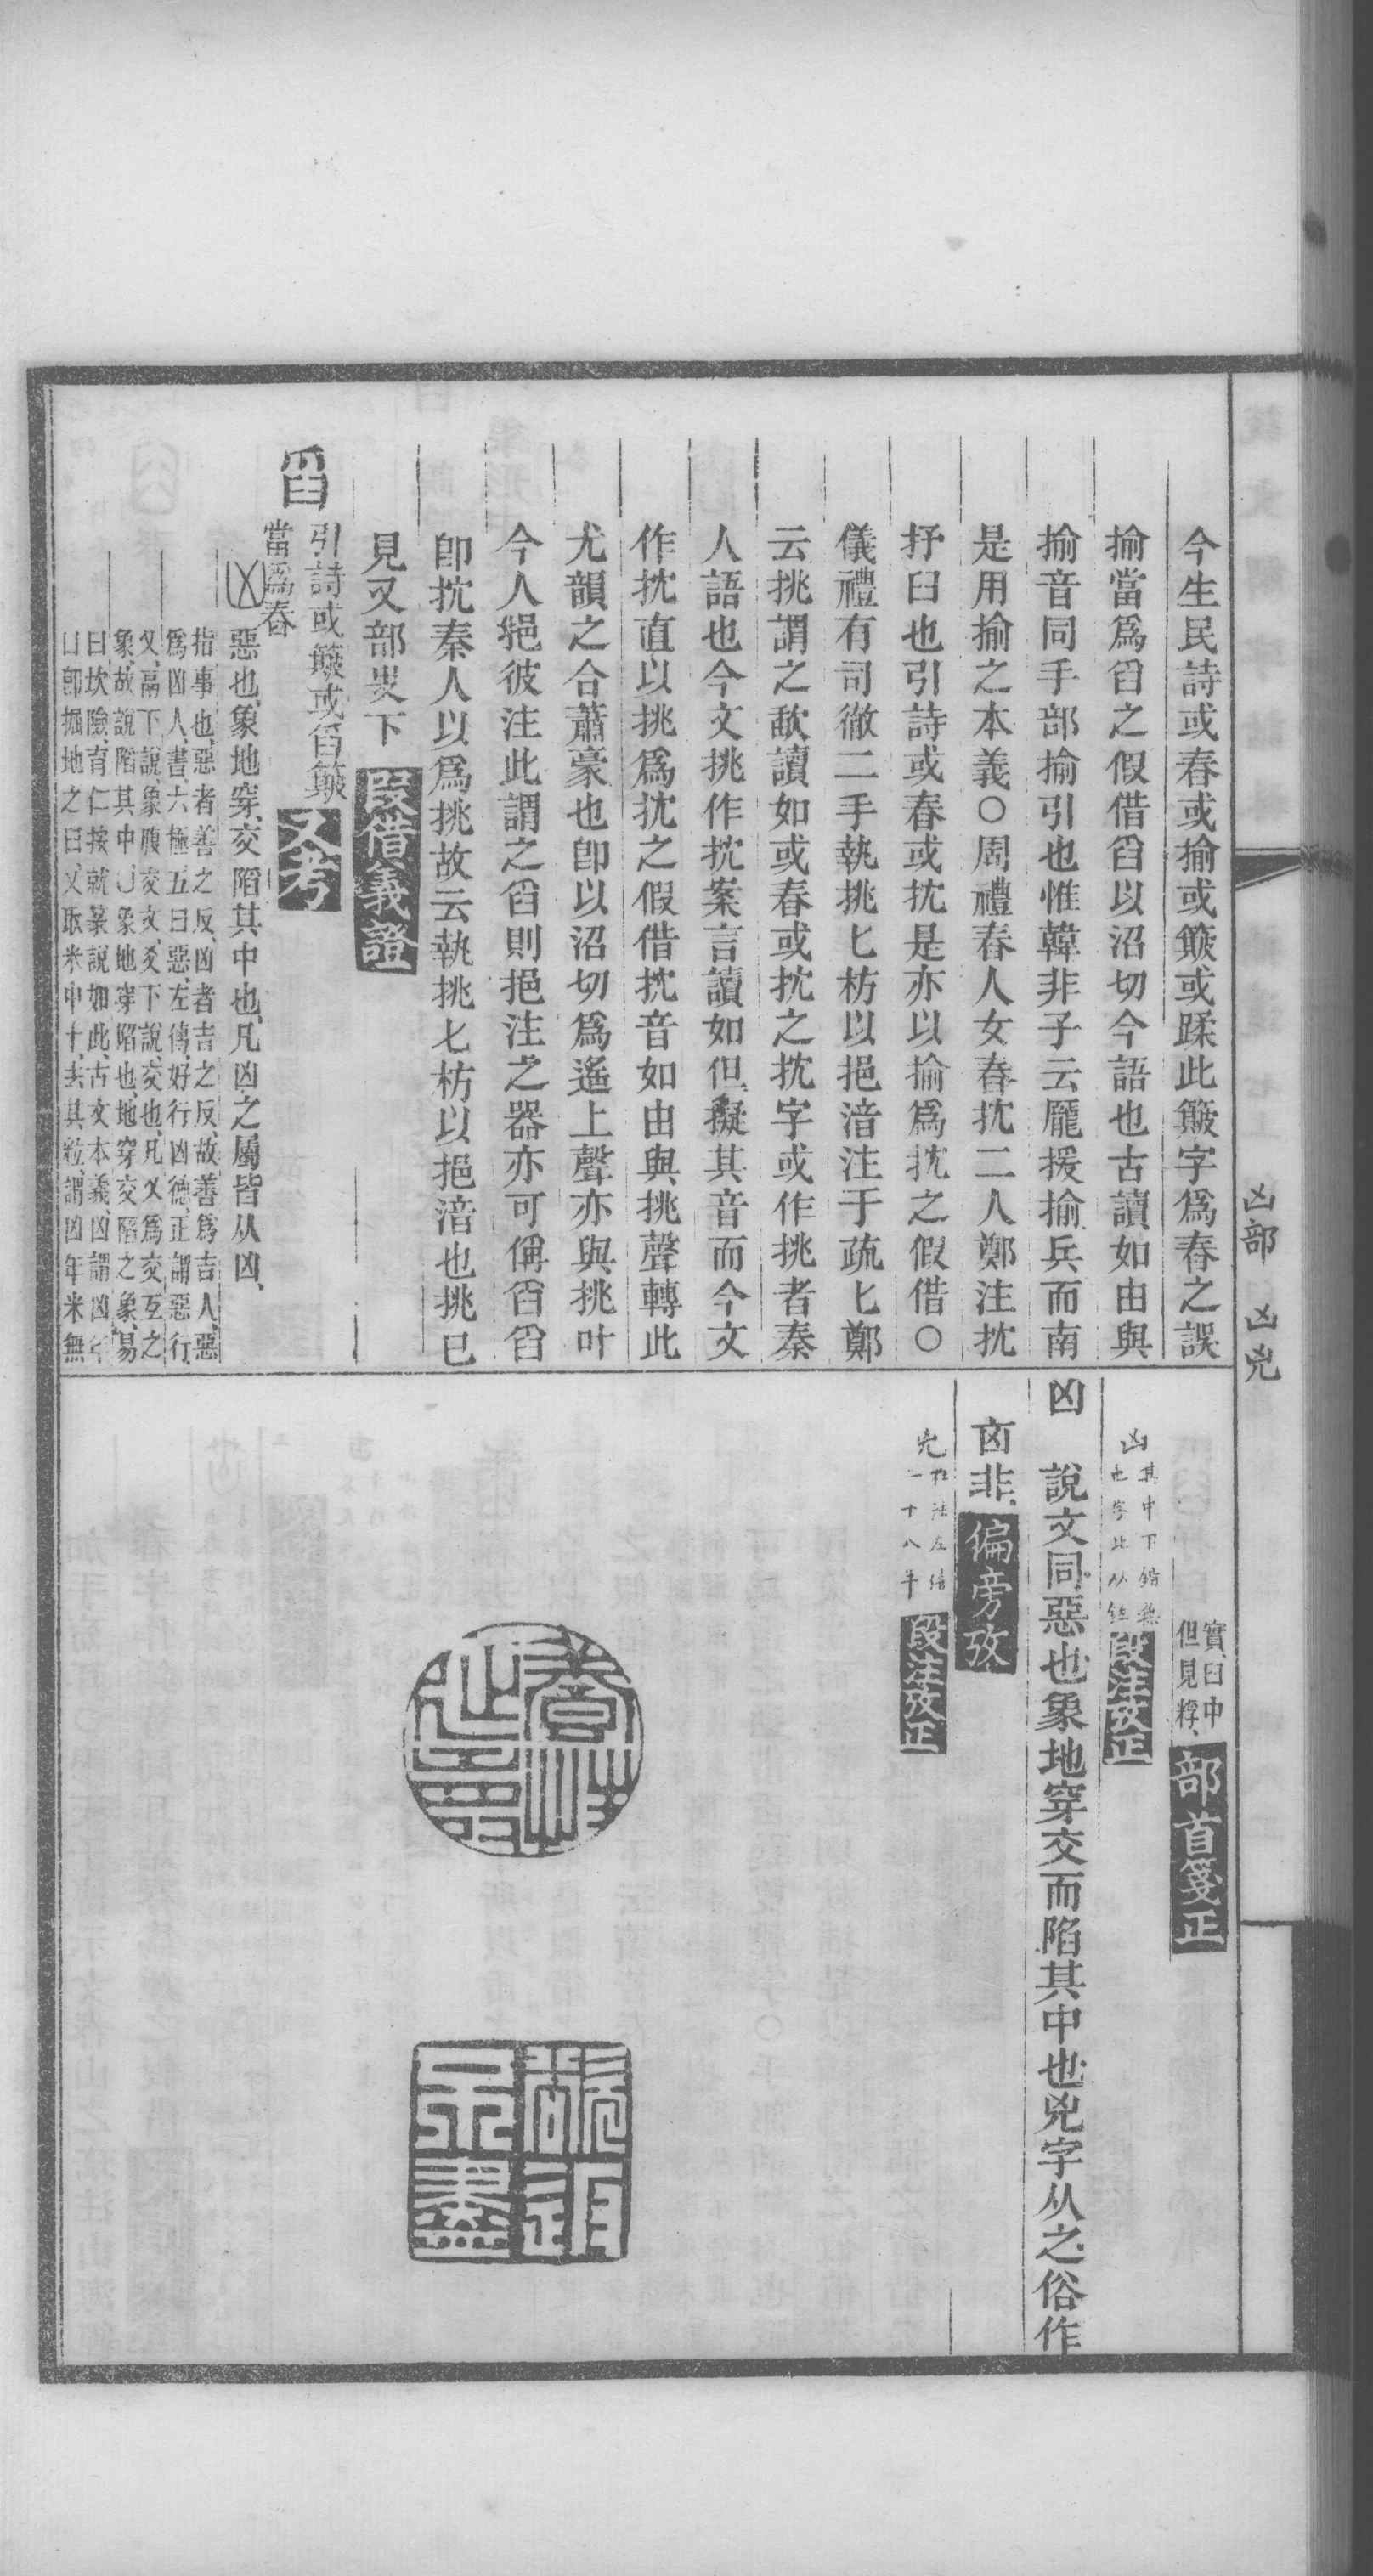 今生民詩或舂或揄或簸或蹂此簸字爲舂之誤
揄當爲舀之假借舀以沼切今語也古讀如由與
揄音同手部揄引也惟韓非子云龐援揄兵而南
是用揄之本義○周禮舂人女舂抌二人鄭注抌
抒臼也引詩或舂或抌是亦以揄爲抌之假借○
儀禮有司徹二手執挑匕枋以挹湆注于疏匕鄭
云挑謂之歃讀如或舂或抌之抌字或作挑者秦
人語也今文挑作抌案言讀如但擬其音而今文
作抌直以挑爲抌之假借抌音如由與挑聲轉此
尤韻之合蕭豪也卽以沼切爲遙上聲亦與挑叶
今人絕彼注此謂之舀則挹注之器亦可偁舀舀
卽抌秦人以爲挑故云執挑匕枋以挹湆也挑已
見又部叟下 段借義證
舀 引詩或簸或舀簸
當爲舂 又考
凶 惡也象地穿交陷其中也凡凶之屬皆从凶
指事也惡者善之反凶者吉之反故善爲吉人惡
爲凶人書六極五曰惡左傳好行凶德正謂惡行
乂鬲下說象腹交文爻下說交也凡乂爲交互之
象故說陷其中凵象地穿陷也地穿交陷之象易
曰坎險育仁按就篆說如此古文本義凶謂凶年
凵卽掘地之臼乂取米中十去其粒謂凶年米無
凶部 凶兇
實臼中
但見稃 部首箋正
凶 其中下
也字此从 段注攷正
凶 說文同惡也象地穿交而陷其中也兇字从之俗作
㐫非 偏旁攷
兇 杜注左傳
二十八年 段注攷正